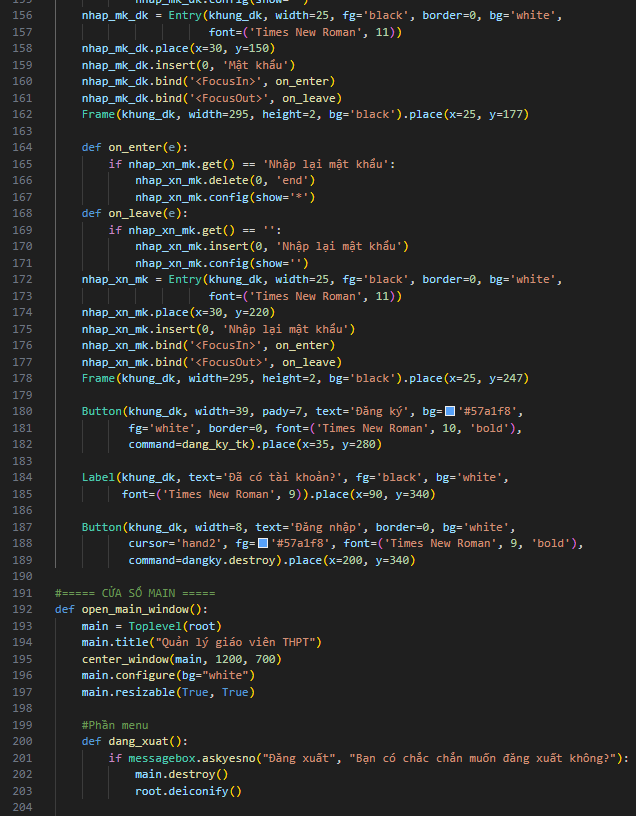 155 nhap_mk_dk.config(show='')
156 nhap_mk_dk = Entry(khung_dk, width=25, fg='black', border=0, bg='white',
157 font=('Times New Roman', 11))
158 nhap_mk_dk.place(x=30, y=150)
159 nhap_mk_dk.insert(0, 'Mật khẩu')
160 nhap_mk_dk.bind('<FocusIn>', on_enter)
161 nhap_mk_dk.bind('<FocusOut>', on_leave)
162 Frame(khung_dk, width=295, height=2, bg='black').place(x=25, y=177)
163
164 def on_enter(e):
165 if nhap_xn_mk.get() == 'Nhập lại mật khẩu':
166 nhap_xn_mk.delete(0, 'end')
167 nhap_xn_mk.config(show='*')
168 def on_leave(e):
169 if nhap_xn_mk.get() == '':
170 nhap_xn_mk.insert(0, 'Nhập lại mật khẩu')
171 nhap_xn_mk.config(show='')
172 nhap_xn_mk = Entry(khung_dk, width=25, fg='black', border=0, bg='white',
173 font=('Times New Roman', 11))
174 nhap_xn_mk.place(x=30, y=220)
175 nhap_xn_mk.insert(0, 'Nhập lại mật khẩu')
176 nhap_xn_mk.bind('<FocusIn>', on_enter)
177 nhap_xn_mk.bind('<FocusOut>', on_leave)
178 Frame(khung_dk, width=295, height=2, bg='black').place(x=25, y=247)
179
180 Button(khung_dk, width=39, pady=7, text='Đăng ký', bg='#57a1f8',
181 fg='white', border=0, font=('Times New Roman', 10, 'bold'),
182 command=dang_ky_tk).place(x=35, y=280)
183
184 Label(khung_dk, text='Đã có tài khoản?', fg='black', bg='white',
185 font=('Times New Roman', 9)).place(x=90, y=340)
186
187 Button(khung_dk, width=8, text='Đăng nhập', border=0, bg='white',
188 cursor='hand2', fg='#57a1f8', font=('Times New Roman', 9, 'bold'),
189 command=dangky.destroy).place(x=200, y=340)
190
191 #===== CỬA SỔ MAIN =====
192 def open_main_window():
193 main = Toplevel(root)
194 main.title("Quản lý giáo viên THPT")
195 center_window(main, 1200, 700)
196 main.configure(bg="white")
197 main.resizable(True, True)
198
199 #Phần menu
200 def dang_xuat():
201 if messagebox.askyesno("Đăng xuất", "Bạn có chắc chắn muốn đăng xuất không?"):
202 main.destroy()
203 root.deiconify()
204